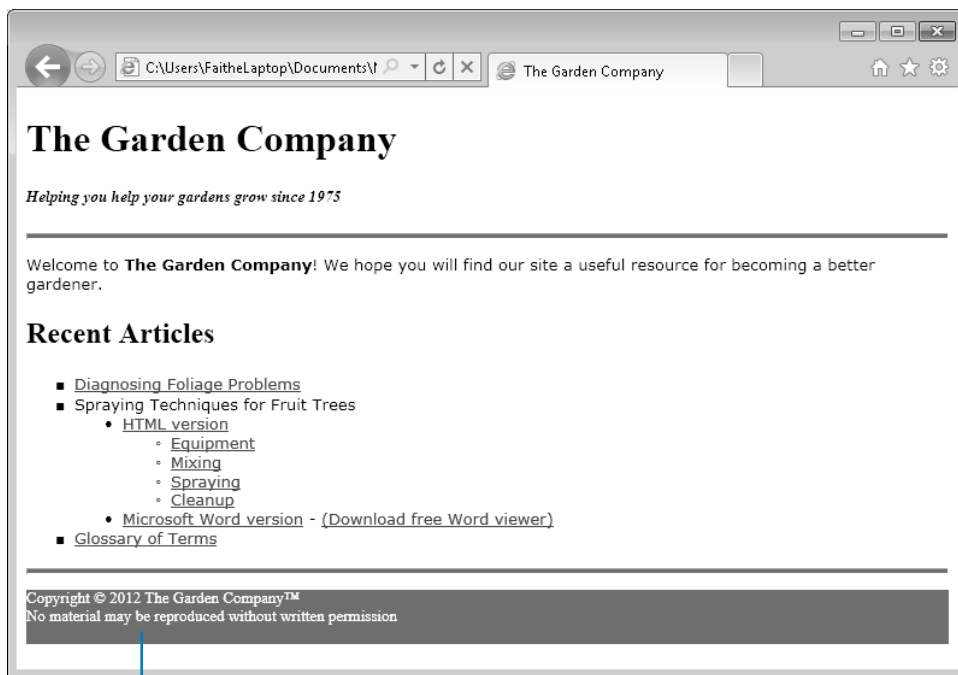 C:\Users\FaitheLaptop\Documents\
The Garden Company
The Garden Company
Helping you help your gardens grow since 1975
Welcome to The Garden Company! We hope you will find our site a useful resource for becoming a better
gardener.
Recent Articles
Diagnosing Foliage Problems
Spraying Techniques for Fruit Trees
HTML version
Equipment
Mixing
Spraying
Cleanup
Microsoft Word version - (Download free Word viewer)
Glossary of Terms
Copyright © 2012 The Garden Company™
No material may be reproduced without written permission